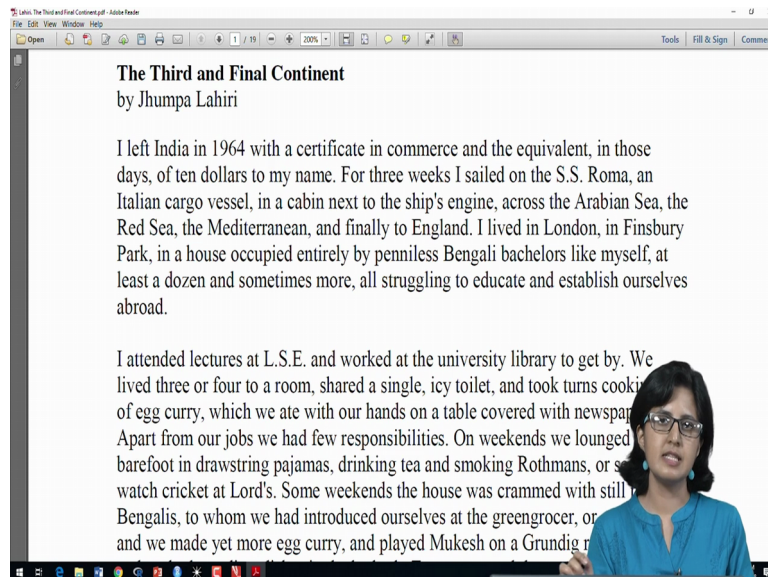 Lahiri. The Third and Final Continent.pdf - Adobe Reader
File Edit View Window Help
Open 1 / 19 200% Tools Fill & Sign
The Third and Final Continent
by Jhumpa Lahiri
I left India in 1964 with a certificate in commerce and the equivalent, in those
days, of ten dollars to my name. For three weeks I sailed on the S.S. Roma, an
Italian cargo vessel, in a cabin next to the ship's engine, across the Arabian Sea, the
Red Sea, the Mediterranean, and finally to England. I lived in London, in Finsbury
Park, in a house occupied entirely by penniless Bengali bachelors like myself, at
least a dozen and sometimes more, all struggling to educate and establish ourselves
abroad.
I attended lectures at L.S.E. and worked at the university library to get by. We
lived three or four to a room, shared a single, icy toilet, and took turns
of egg curry, which we ate with our hands on a table covered with
Apart from our jobs we had few responsibilities. On weekends we lounged
barefoot in drawstring pajamas, drinking tea and smoking Rothmans, or
watch cricket at Lord's. Some weekends the house was crammed with still
Bengalis, to whom we had introduced ourselves at the greengrocer, or
and we made yet more egg curry, and played Mukesh on a Grundig